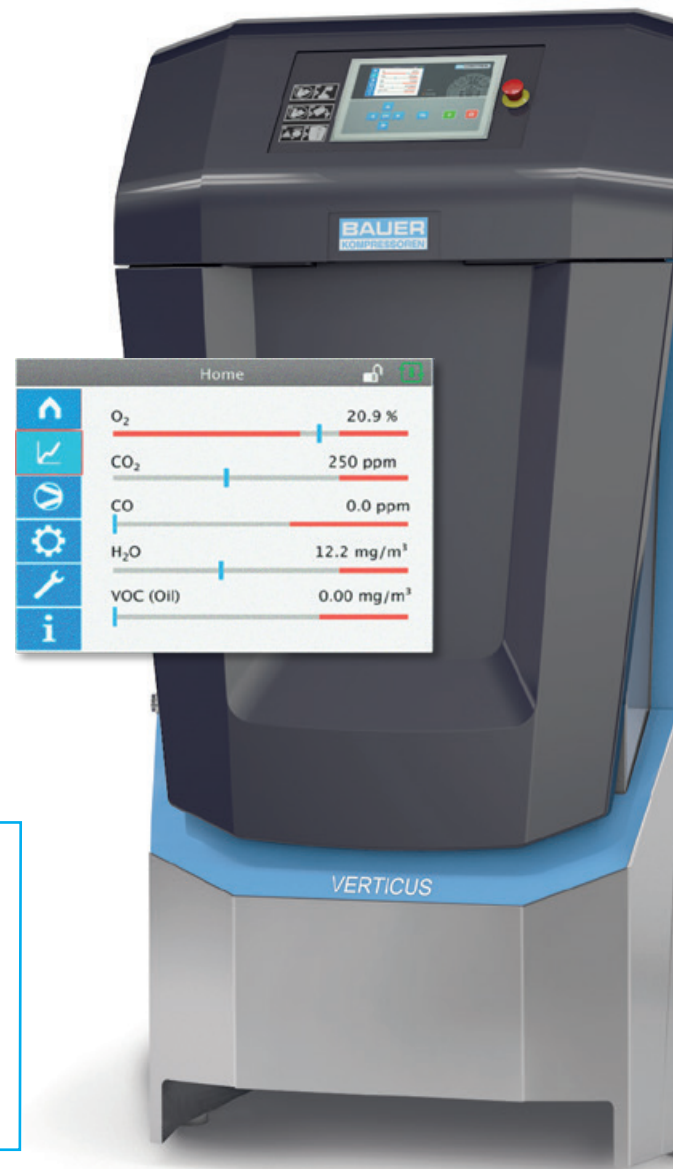 BAUER
KOMPRESSOREN
Home
O₂ 20.9 %
CO₂ 250 ppm
CO 0.0 ppm
H₂O 12.2 mg/m³
VOC (Oil) 0.00 mg/m³
i
VERTICUS